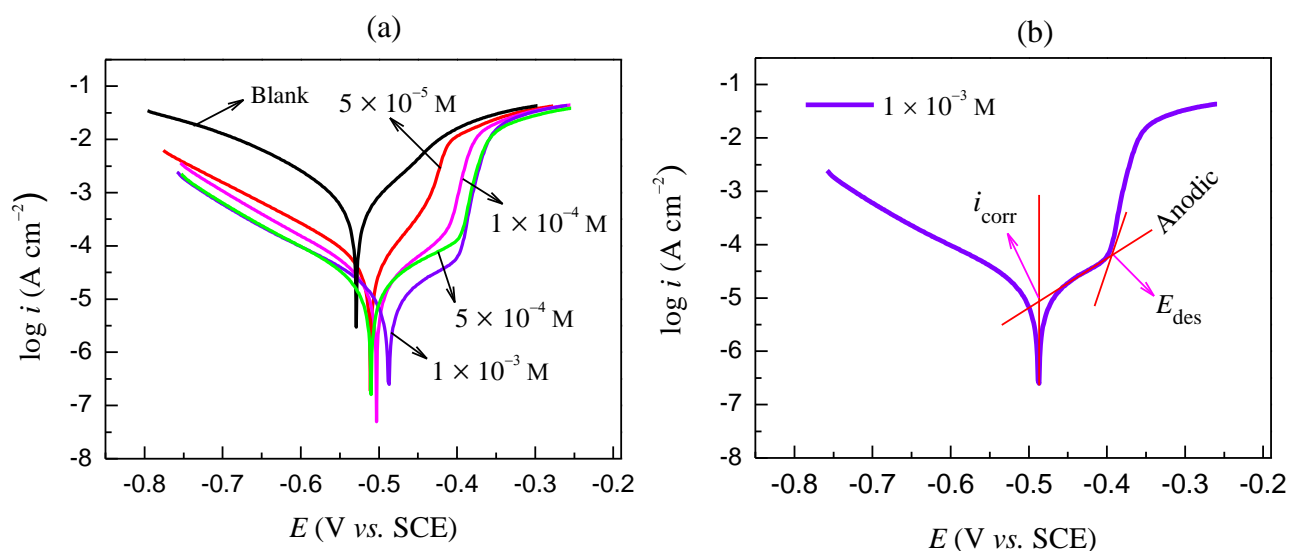 (a)
Blank
5 × 10⁻⁵ M
1 × 10⁻⁴ M
5 × 10⁻⁴ M
1 × 10⁻³ M
-1
-2
-3
-4
-5
-6
-7
-8
log i (A cm⁻²)
-0.8 -0.7 -0.6 -0.5 -0.4 -0.3 -0.2
E (V vs. SCE)
(b)
1 × 10⁻³ M
i corr
Anodic
E des
-1
-2
-3
-4
-5
-6
-7
-8
log i (A cm⁻²)
-0.8 -0.7 -0.6 -0.5 -0.4 -0.3 -0.2
E (V vs. SCE)